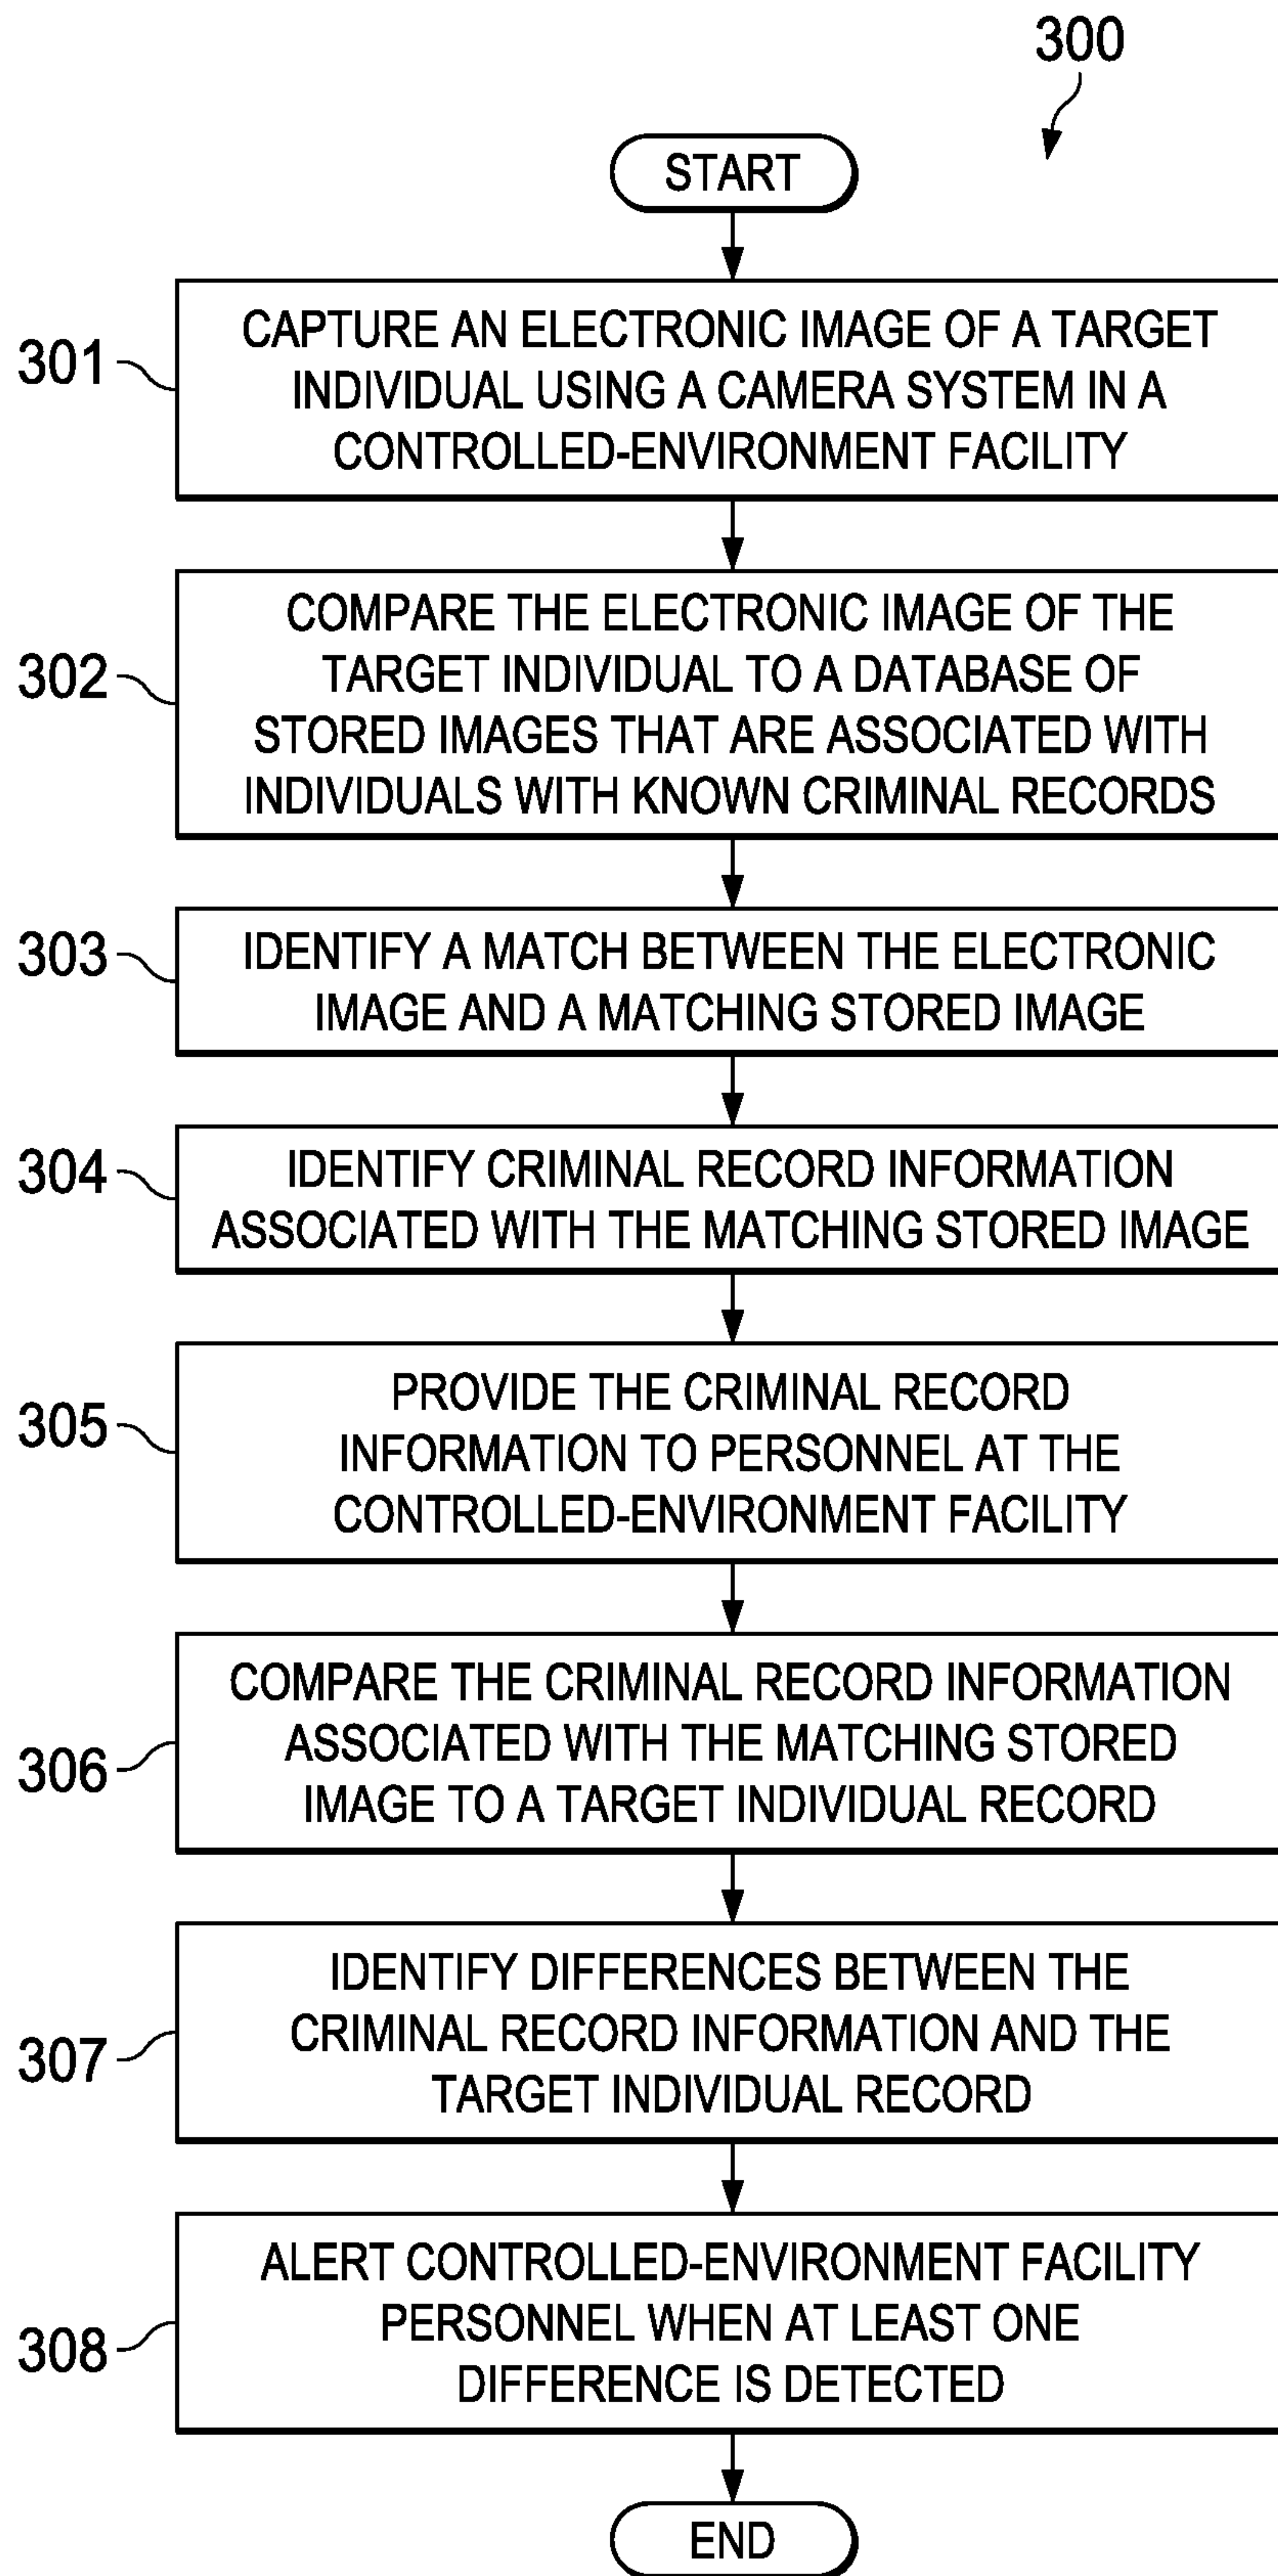 300
START
301
CAPTURE AN ELECTRONIC IMAGE OF A TARGET
INDIVIDUAL USING A CAMERA SYSTEM IN A
CONTROLLED-ENVIRONMENT FACILITY
302
COMPARE THE ELECTRONIC IMAGE OF THE
TARGET INDIVIDUAL TO A DATABASE OF
STORED IMAGES THAT ARE ASSOCIATED WITH
INDIVIDUALS WITH KNOWN CRIMINAL RECORDS
303
IDENTIFY A MATCH BETWEEN THE ELECTRONIC
IMAGE AND A MATCHING STORED IMAGE
304
IDENTIFY CRIMINAL RECORD INFORMATION
ASSOCIATED WITH THE MATCHING STORED IMAGE
305
PROVIDE THE CRIMINAL RECORD
INFORMATION TO PERSONNEL AT THE
CONTROLLED-ENVIRONMENT FACILITY
306
COMPARE THE CRIMINAL RECORD INFORMATION
ASSOCIATED WITH THE MATCHING STORED
IMAGE TO A TARGET INDIVIDUAL RECORD
307
IDENTIFY DIFFERENCES BETWEEN THE
CRIMINAL RECORD INFORMATION AND THE
TARGET INDIVIDUAL RECORD
308
ALERT CONTROLLED-ENVIRONMENT FACILITY
PERSONNEL WHEN AT LEAST ONE
DIFFERENCE IS DETECTED
END